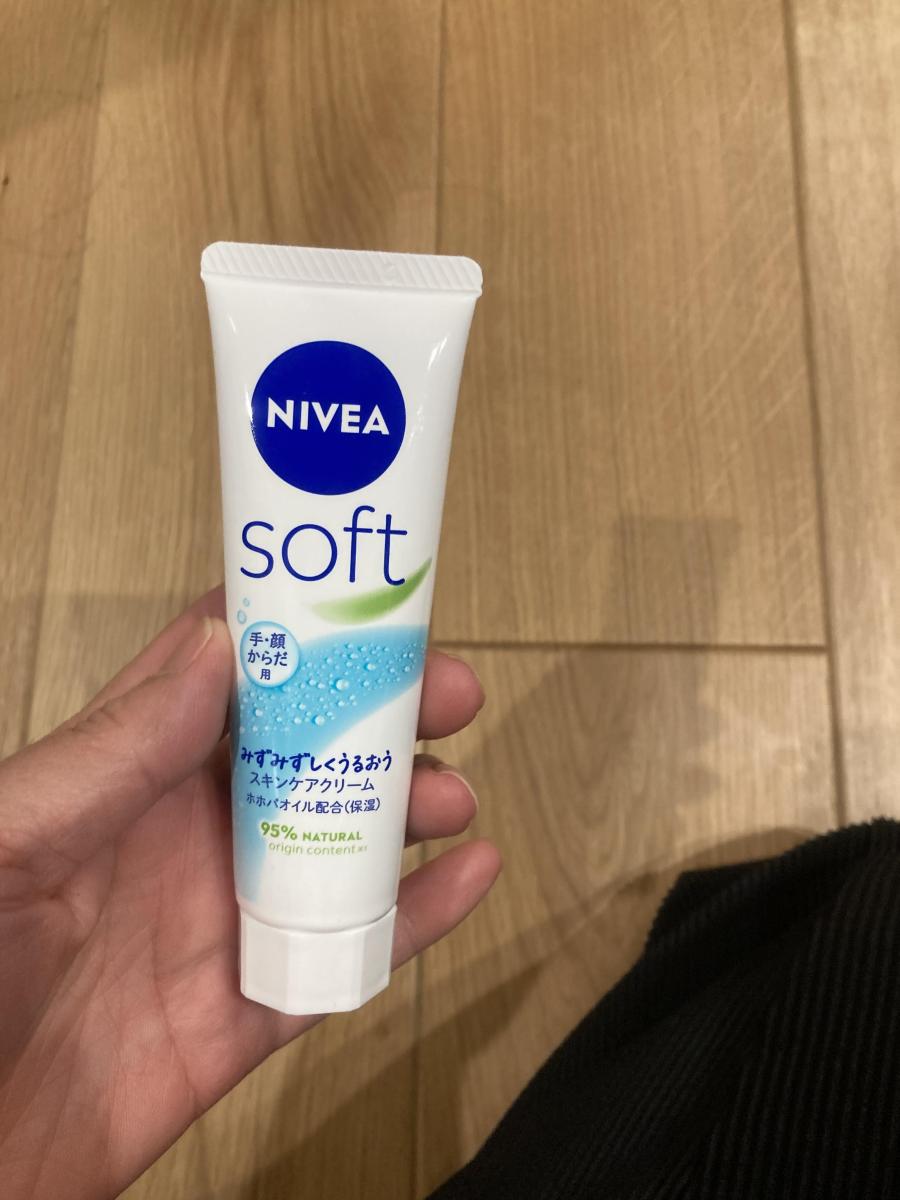 NIVEA
soft
手・顔
からだ
用
みずみずしくうるおう
スキンケアクリーム
ホホバオイル配合(保湿)
95% NATURAL
origin content※1